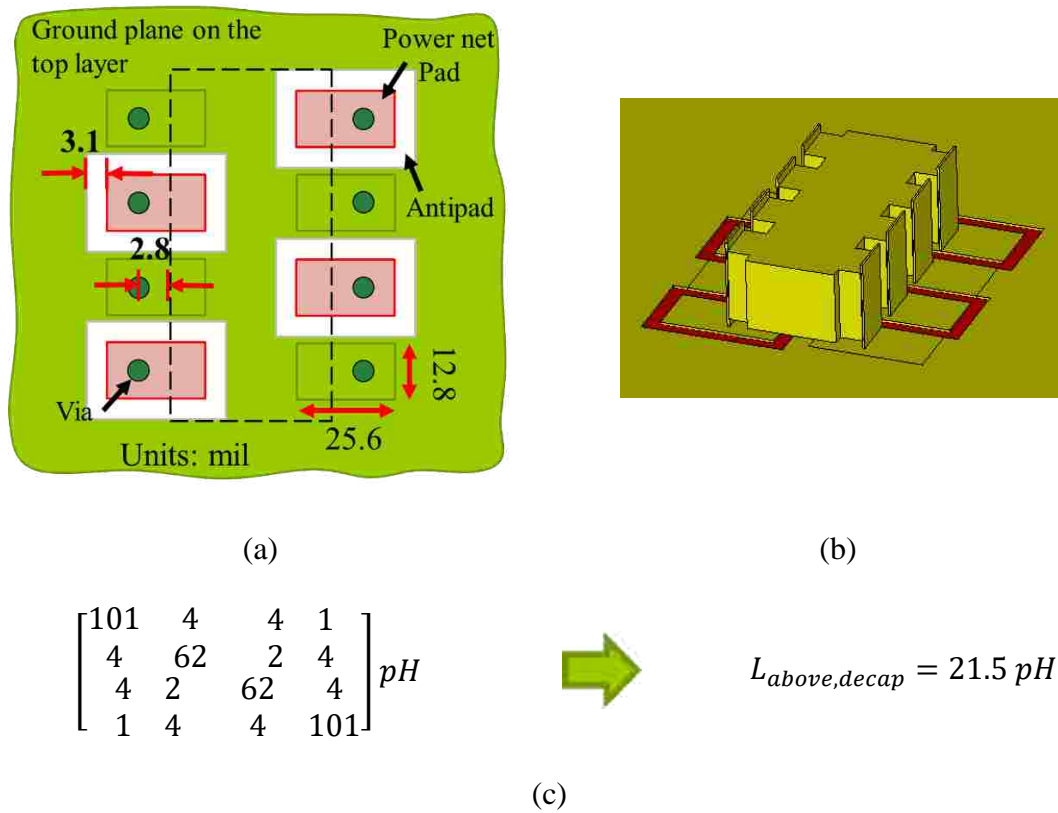 Ground plane on the
top layer
Power net
Pad
3.1
Antipad
2.8
12.8
Via
25.6
Units: mil
(a)
(b)
101 4 4 1
4 62 2 4
4 2 62 4
1 4 4 101
pH
L_{above,decap} = 21.5 pH
(c)